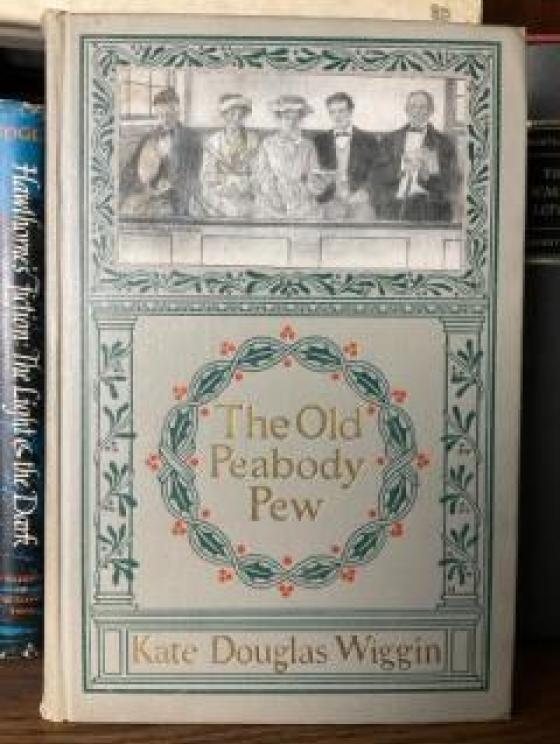 The Old
Peabody
Pew
Kate Douglas Wiggin
Hawthorne's Fiction: The Light & the Dark